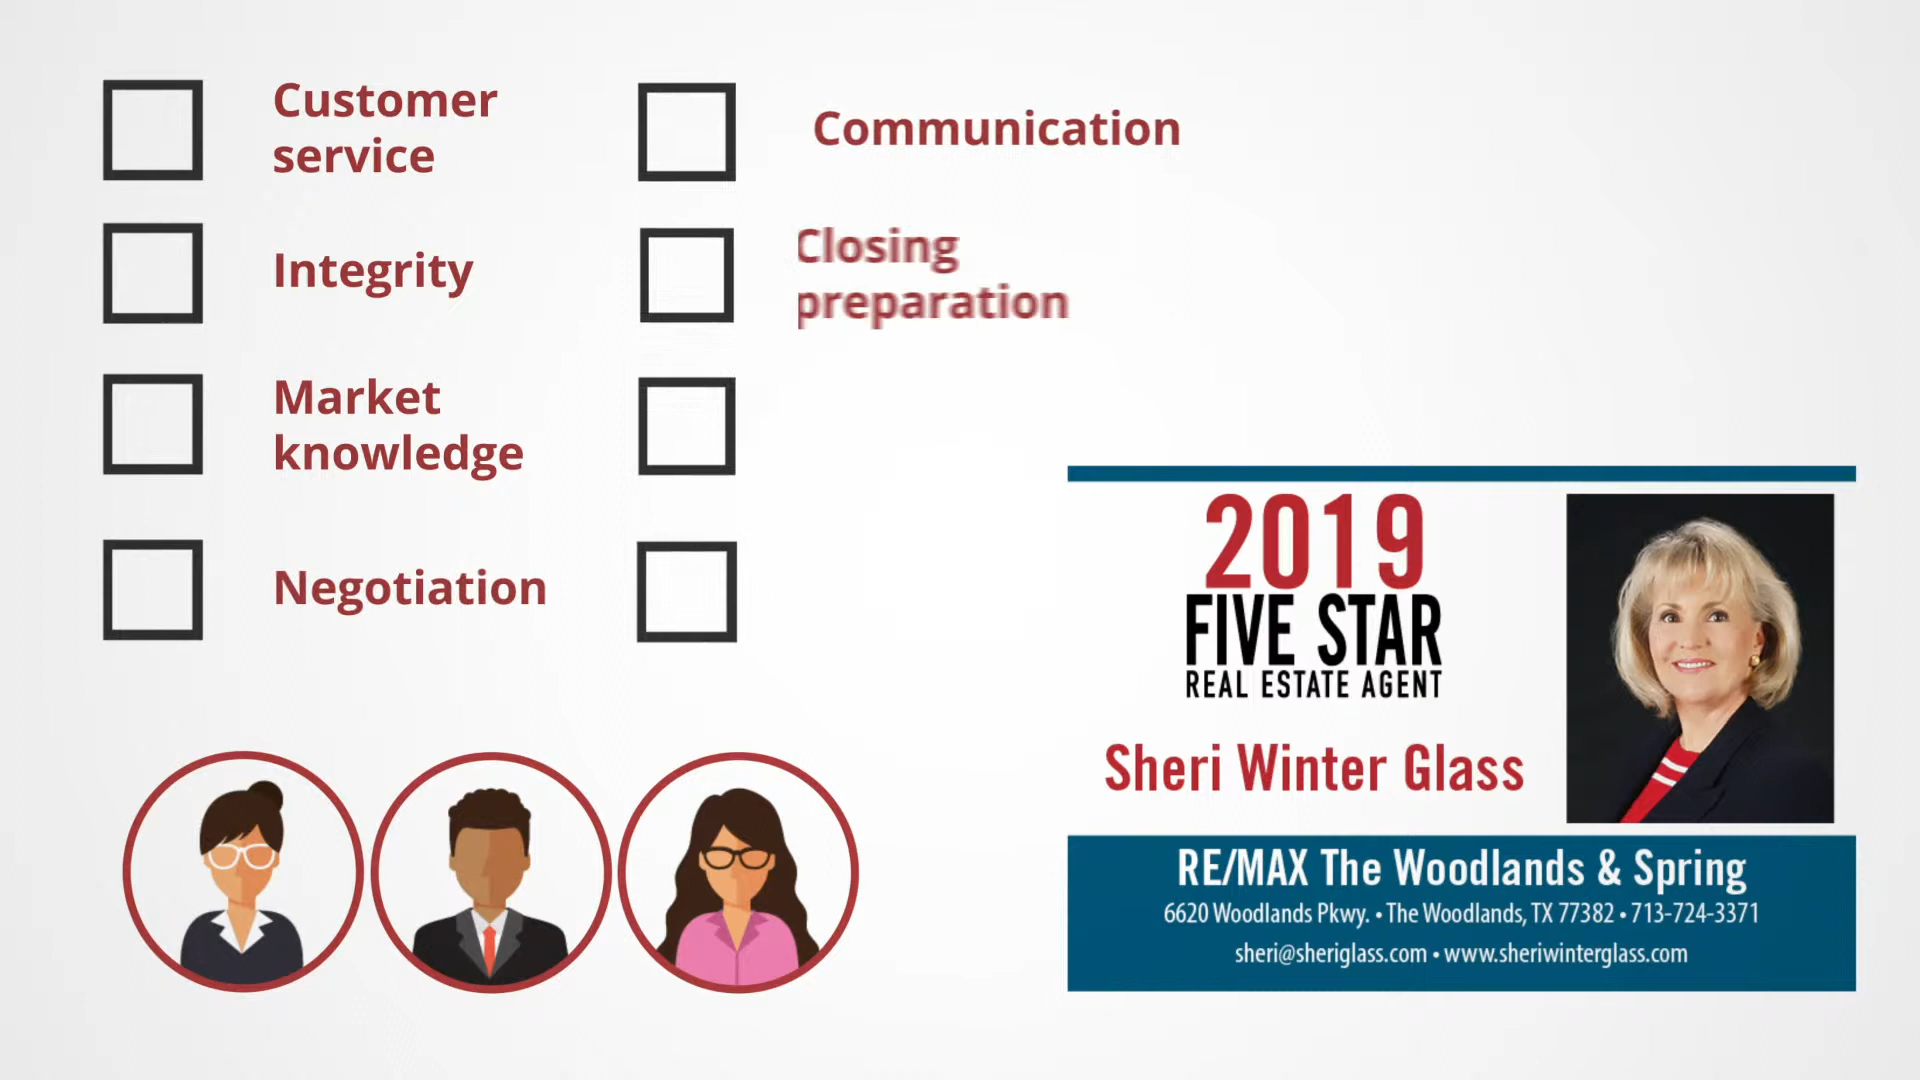 Customer
service
Integrity
Market
knowledge
Negotiation
Communication
Closing
preparation
2019
FIVE STAR
REAL ESTATE AGENT
Sheri Winter Glass
RE/MAX The Woodlands & Spring
6620 Woodlands Pkwy. • The Woodlands, TX 77382 • 713-724-3371
sheri@sheriglass.com • www.sheriwinterglass.com